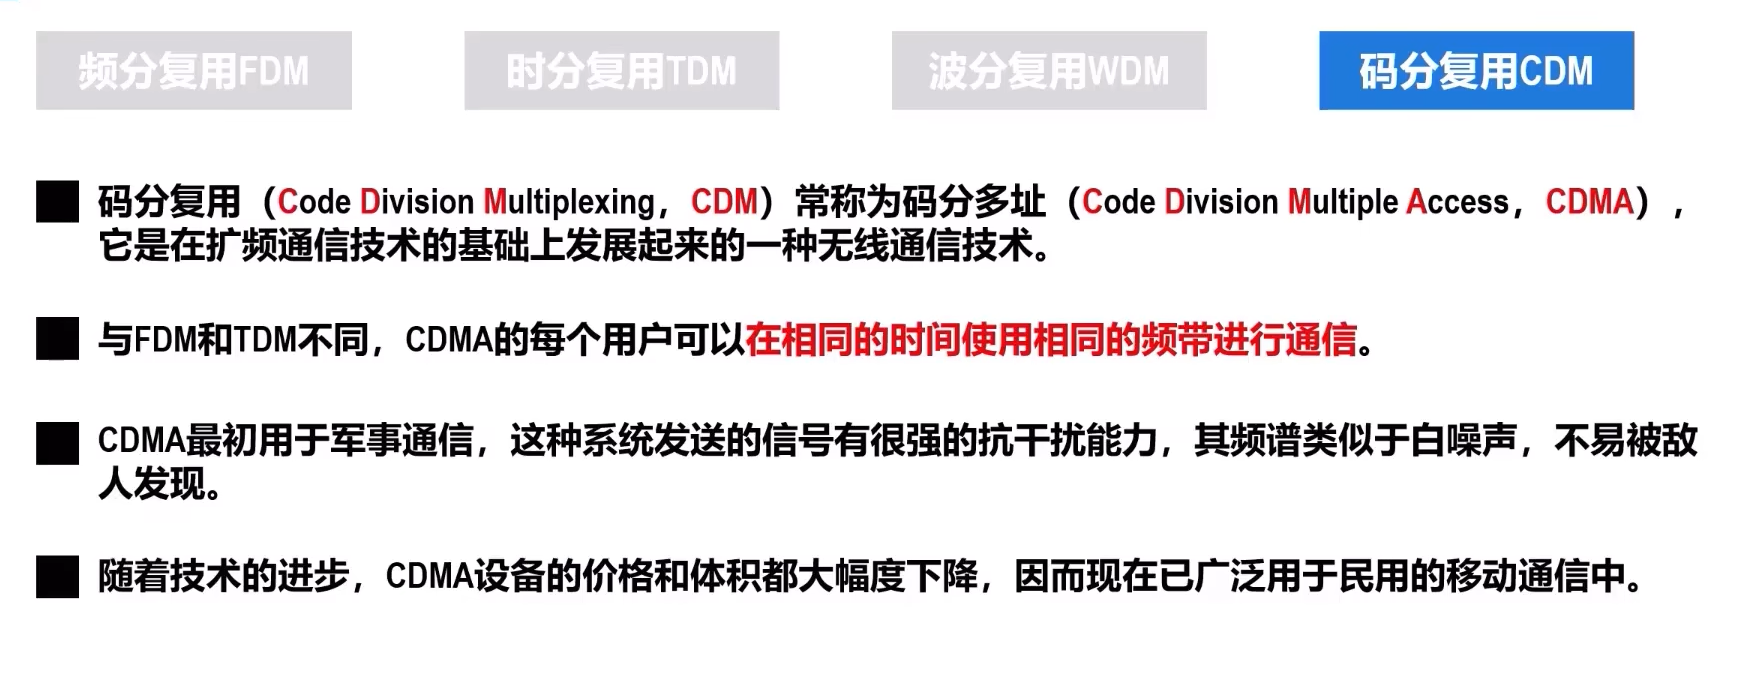 频分复用FDM
时分复用TDM
波分复用WDM
码分复用CDM
码分复用（Code Division Multiplexing，CDM）常称为码分多址（Code Division Multiple Access，CDMA），
它是在扩频通信技术的基础上发展起来的一种无线通信技术。
与FDM和TDM不同，CDMA的每个用户可以在相同的时间使用相同的频带进行通信。
CDMA最初用于军事通信，这种系统发送的信号有很强的抗干扰能力，其频谱类似于白噪声，不易被敌
人发现。
随着技术的进步，CDMA设备的价格和体积都大幅度下降，因而现在已广泛用于民用的移动通信中。